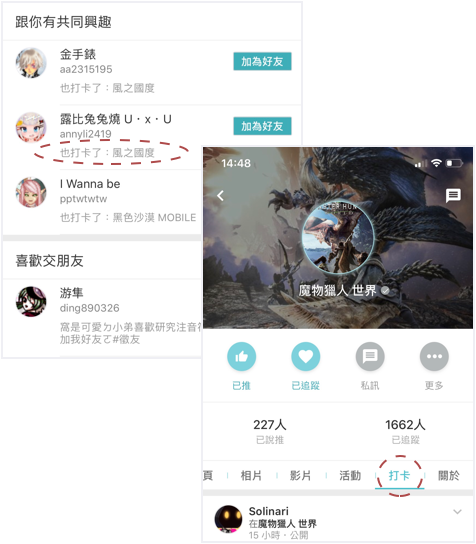 跟你有共同興趣
金手錶
aa2315195
加為好友
也打卡了：風之國度
露比兔兔燒 U・x・U
annyli2419
加為好友
也打卡了：風之國度
I Wanna be
pptwtwtw
也打卡了：黑色沙漠 MOBILE
喜歡交朋友
游隼
ding890326
窩是可愛ㄉ小弟喜歡研究注音符
加我好友ㄛ#徵友
14:48
魔物獵人 世界
已推
已追蹤
私訊
更多
227人
1662人
已說推
已追蹤
頁
相片
影片
活動
打卡
關於
Solinari
在魔物獵人 世界
15 小時・公開